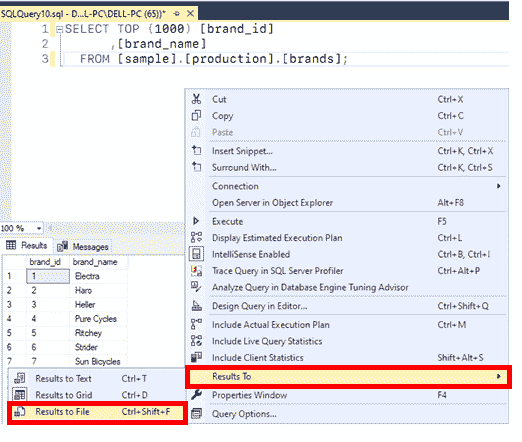 SQLQuery10.sql - D...L-PC\DELL-PC (65))*
1 SELECT TOP (1000) [brand_id]
2 ,[brand_name]
3 FROM [sample].[production].[brands];
Cut Ctrl+X
Copy Ctrl+C
Paste Ctrl+V
Insert Snippet... Ctrl+K, Ctrl+X
Surround With... Ctrl+K, Ctrl+S
Connection
Open Server in Object Explorer Alt+F8
Execute F5
Display Estimated Execution Plan Ctrl+L
IntelliSense Enabled Ctrl+B, Ctrl+I
Trace Query in SQL Server Profiler Ctrl+Alt+P
Analyze Query in Database Engine Tuning Advisor
Design Query in Editor... Ctrl+Shift+Q
Include Actual Execution Plan Ctrl+M
Include Live Query Statistics
Include Client Statistics Shift+Alt+S
Results To
Properties Window F4
Query Options...
100 %
Results Messages
brand_id brand_name
1 1 Electra
2 2 Haro
3 3 Heller
4 4 Pure Cycles
5 5 Ritchey
6 6 Strider
7 7 Sun Bicycles
Results to Text Ctrl+T
Results to Grid Ctrl+D
Results to File Ctrl+Shift+F